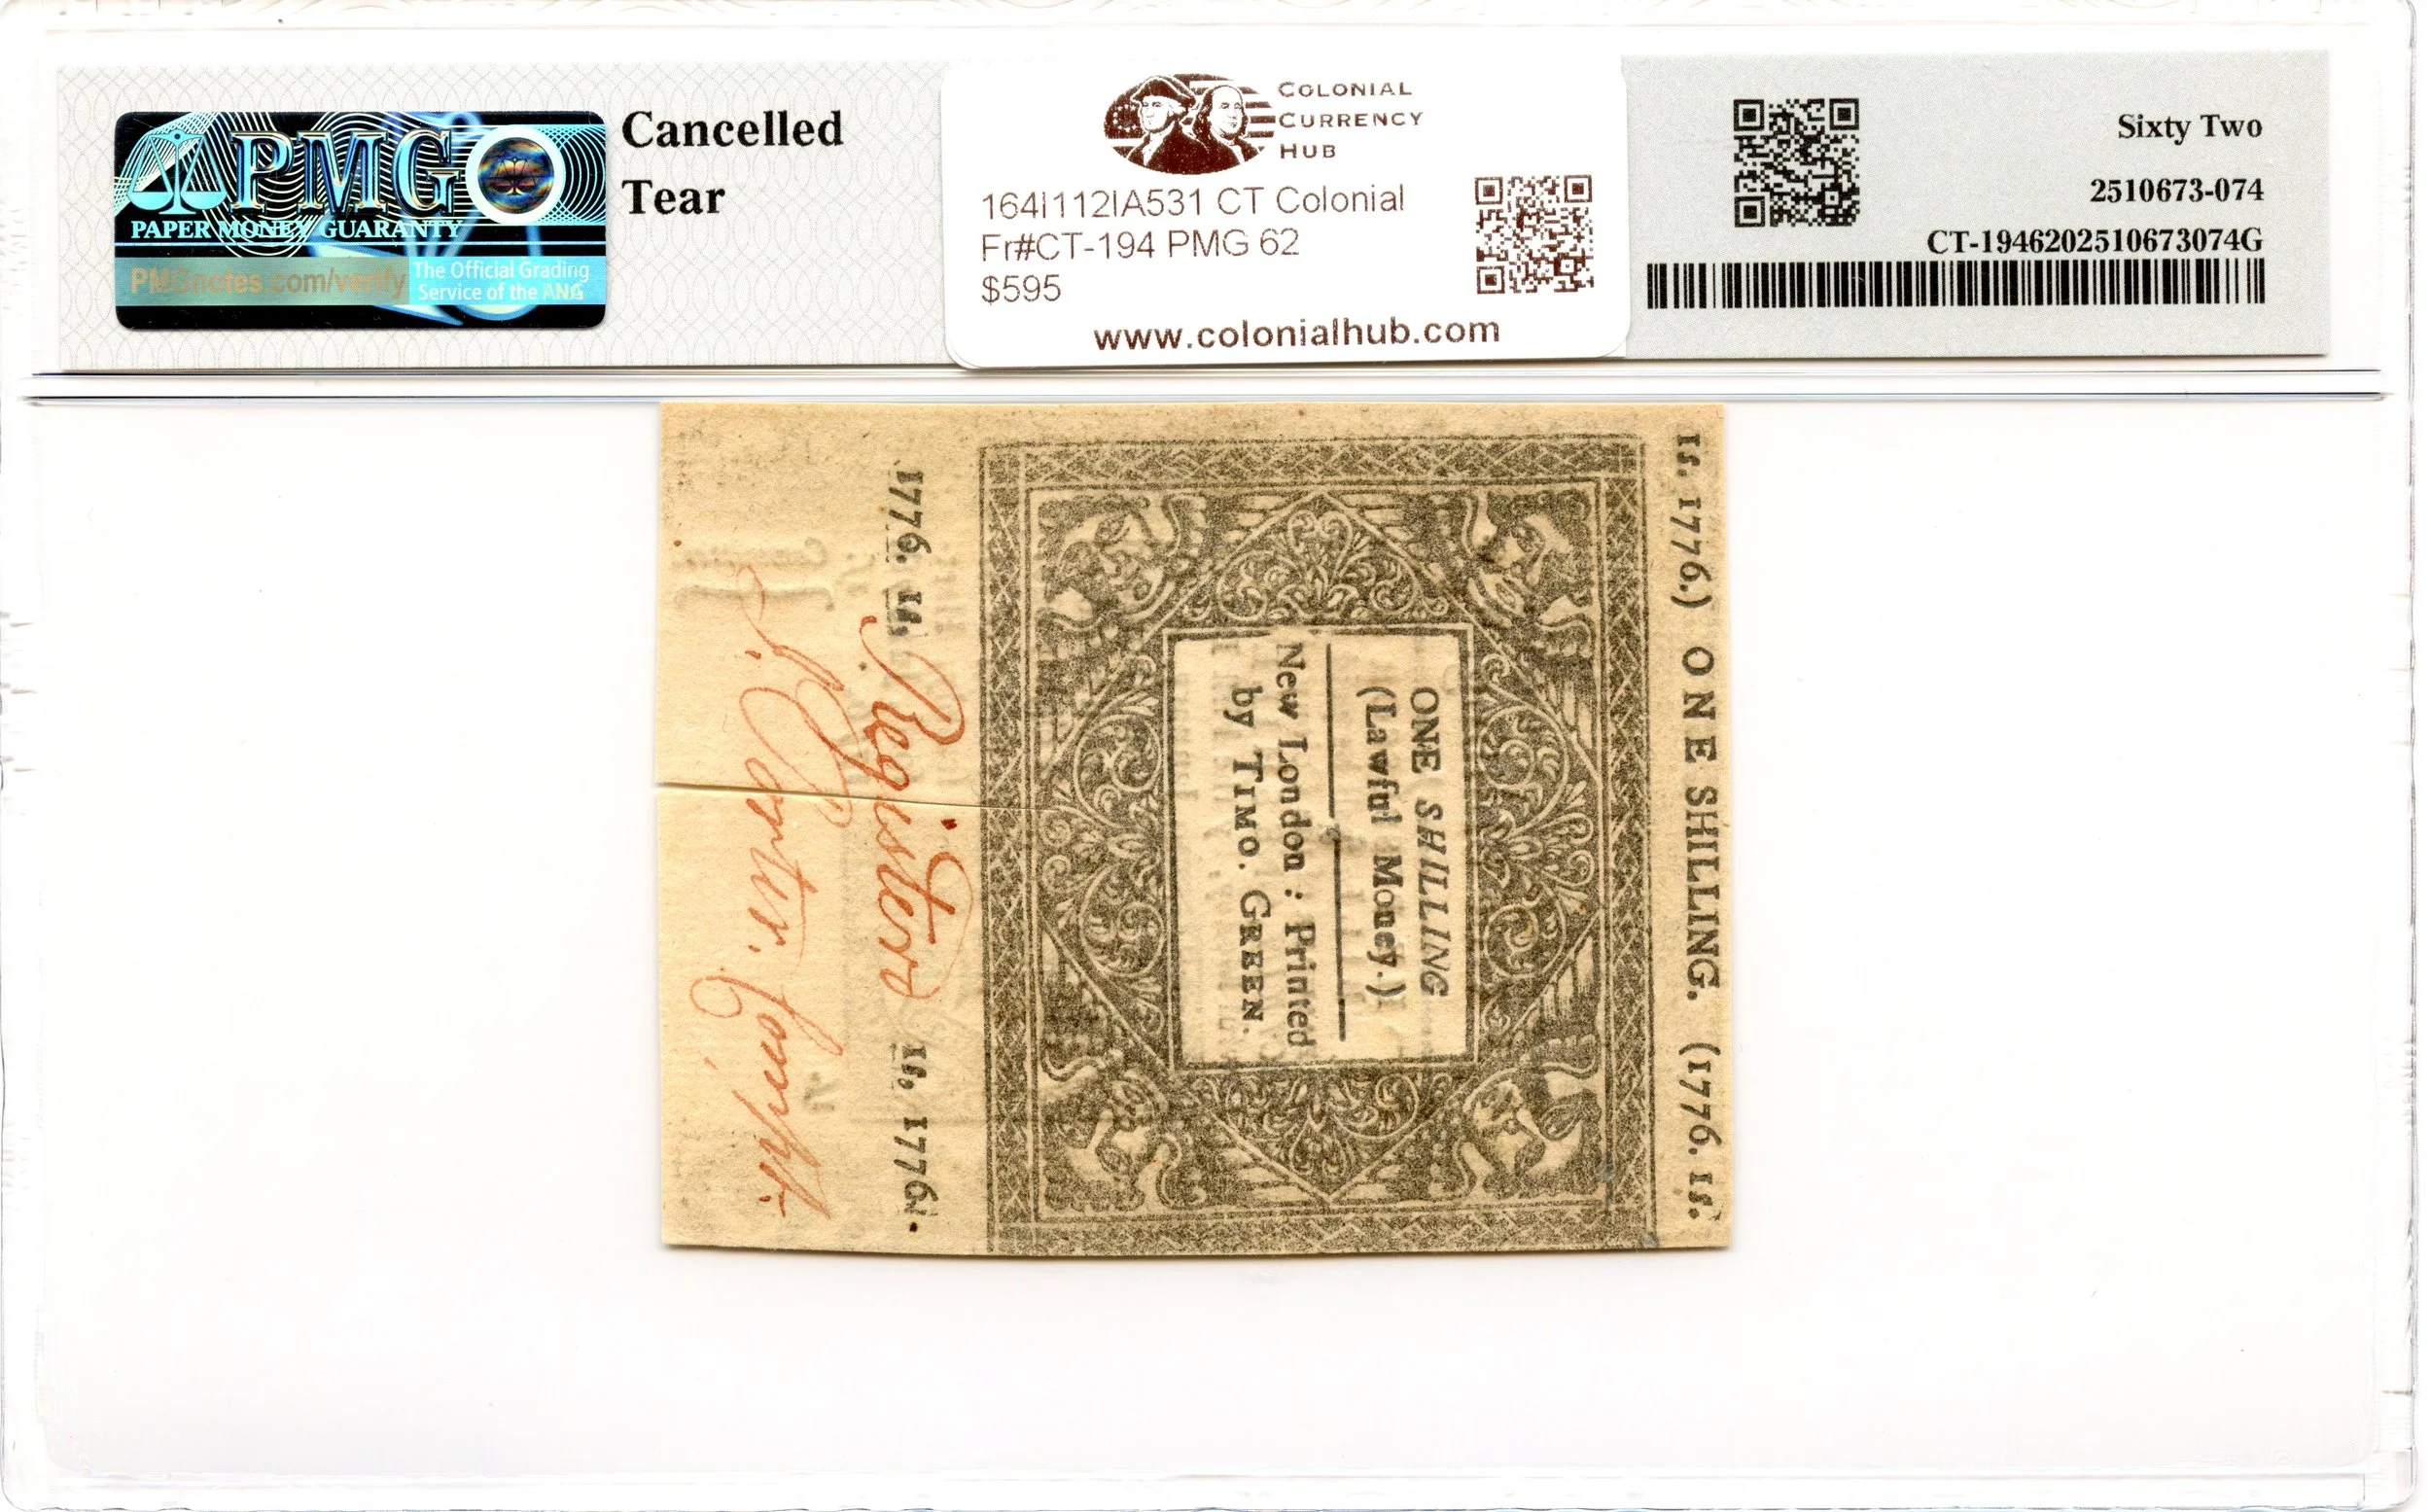 PMG
PAPER MONEY GUARANTY
PMGnotes.com/verify
The Official Grading
Service of the ANG
Cancelled
Tear
COLONIAL
CURRENCY
HUB
164I112IA531 CT Colonial
Fr#CT-194 PMG 62
$595
www.colonialhub.com
Sixty Two
2510673-074
CT-1946202510673074G
1s. 1776.) ONE SHILLING. (1776. 1s.
ONE SHILLING
(Lawful Money.)
New London : Printed
by TIMO. GREEN.
1776. 1s. 1s. 1776.
Registerd